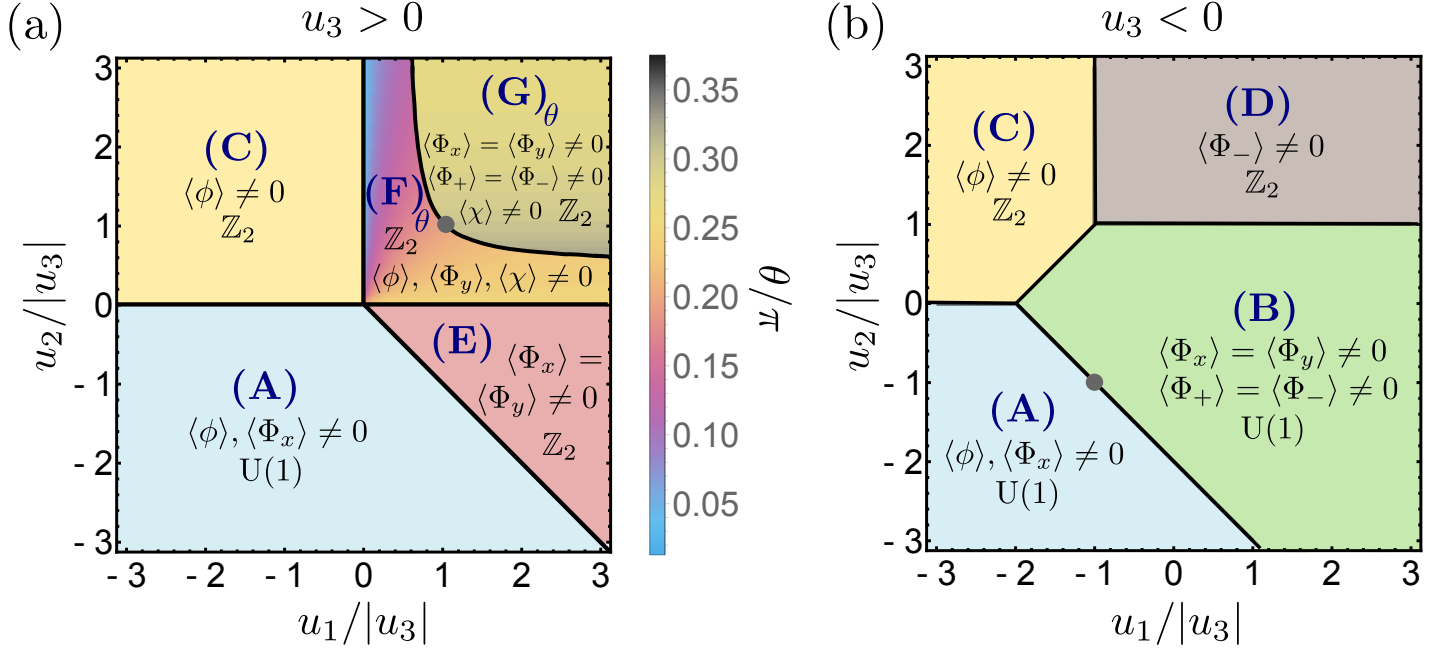 (a)
u₃ > 0
(C)
⟨ϕ⟩ ≠ 0
ℤ₂
(G)θ
⟨Φₓ⟩ = ⟨Φ_y⟩ ≠ 0
⟨Φ₊⟩ = ⟨Φ₋⟩ ≠ 0
⟨χ⟩ ≠ 0 ℤ₂
(F)θ
ℤ₂
⟨ϕ⟩, ⟨Φ_y⟩, ⟨χ⟩ ≠ 0
(E) ⟨Φₓ⟩ =
⟨Φ_y⟩ ≠ 0
ℤ₂
(A)
⟨ϕ⟩, ⟨Φₓ⟩ ≠ 0
U(1)
3
2
1
0
- 1
- 2
- 3
u₂/|u₃|
- 3 - 2 - 1 0 1 2 3
u₁/|u₃|
0.35
0.30
0.25
0.20
0.15
0.10
0.05
θ/π
(b)
u₃ < 0
(C)
⟨ϕ⟩ ≠ 0
ℤ₂
(D)
⟨Φ₋⟩ ≠ 0
ℤ₂
(B)
⟨Φₓ⟩ = ⟨Φ_y⟩ ≠ 0
⟨Φ₊⟩ = ⟨Φ₋⟩ ≠ 0
U(1)
(A)
⟨ϕ⟩, ⟨Φₓ⟩ ≠ 0
U(1)
3
2
1
0
- 1
- 2
- 3
u₂/|u₃|
- 3 - 2 - 1 0 1 2 3
u₁/|u₃|